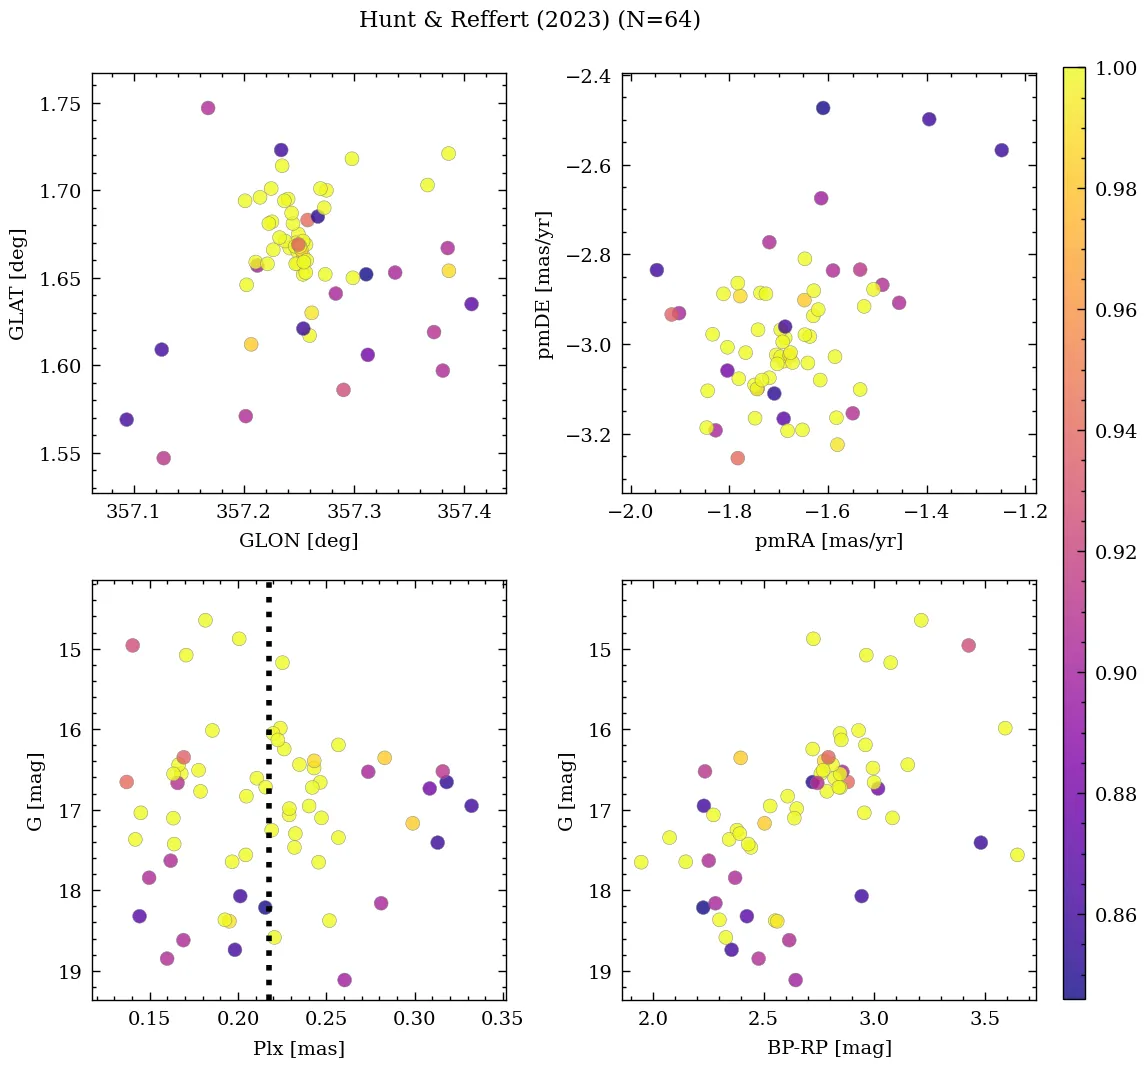 Hunt & Reffert (2023) (N=64)
1.75
1.70
1.65
1.60
1.55
GLAT [deg]
357.1 357.2 357.3 357.4
GLON [deg]
−2.4
−2.6
−2.8
−3.0
−3.2
pmDE [mas/yr]
−2.0 −1.8 −1.6 −1.4 −1.2
pmRA [mas/yr]
15
16
17
18
19
G [mag]
0.15 0.20 0.25 0.30 0.35
Plx [mas]
15
16
17
18
19
G [mag]
2.0 2.5 3.0 3.5
BP-RP [mag]
1.00
0.98
0.96
0.94
0.92
0.90
0.88
0.86